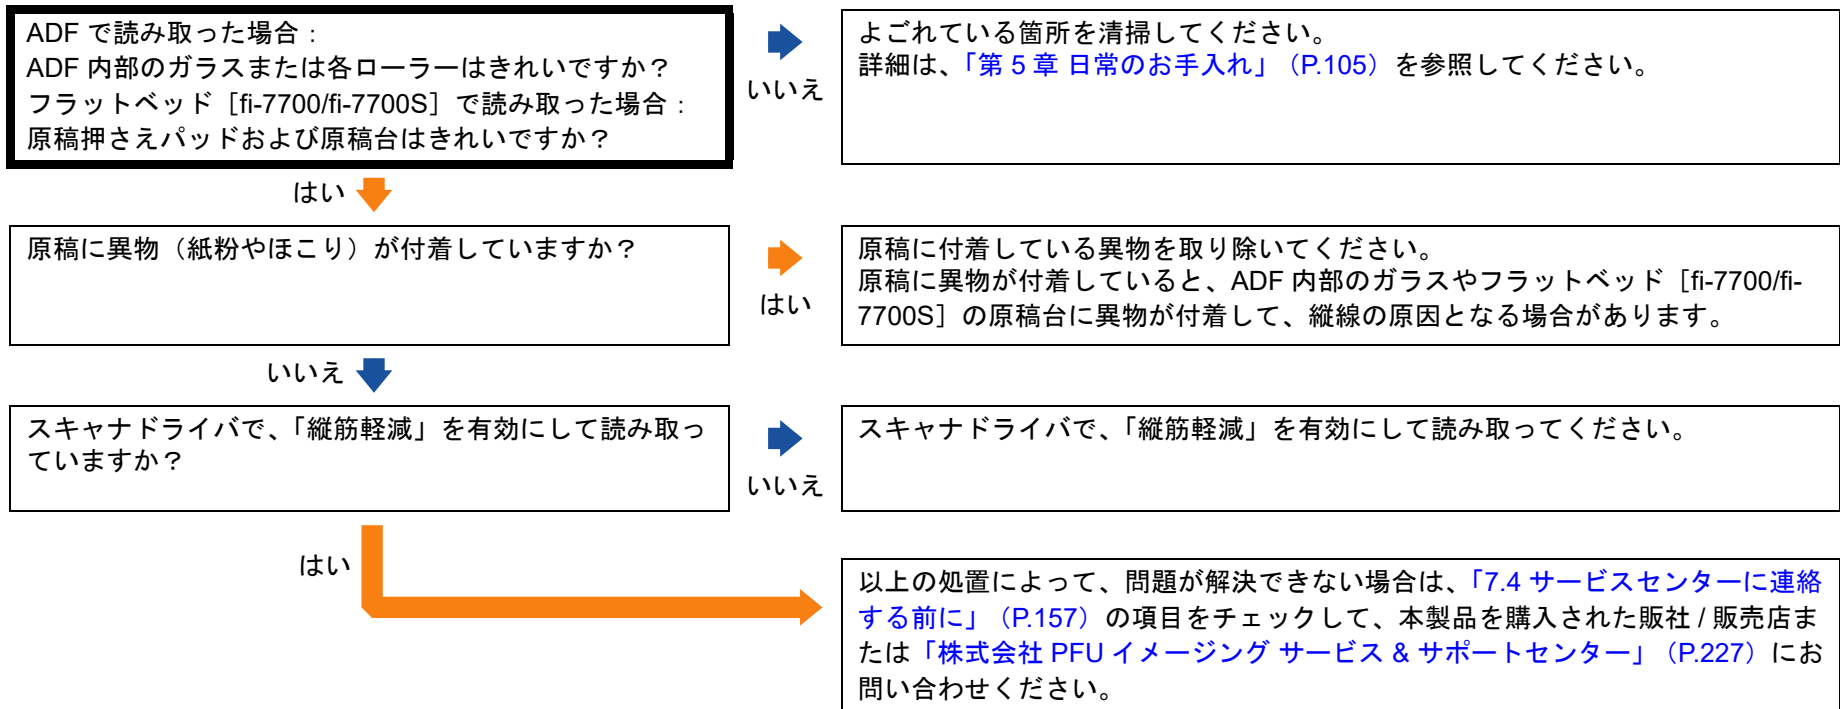 ADF で読み取った場合：
ADF 内部のガラスまたは各ローラーはきれいですか？
フラットベッド［fi-7700/fi-7700S］で読み取った場合：
原稿押さえパッドおよび原稿台はきれいですか？
いいえ
よごれている箇所を清掃してください。
詳細は、「第 5 章 日常のお手入れ」（P.105）を参照してください。
はい
原稿に異物（紙粉やほこり）が付着していますか？
はい
原稿に付着している異物を取り除いてください。
原稿に異物が付着していると、ADF 内部のガラスやフラットベッド［fi-7700/fi-
7700S］の原稿台に異物が付着して、縦線の原因となる場合があります。
いいえ
スキャナドライバで、「縦筋軽減」を有効にして読み取っ
ていますか？
いいえ
スキャナドライバで、「縦筋軽減」を有効にして読み取ってください。
はい
以上の処置によって、問題が解決できない場合は、「7.4 サービスセンターに連絡
する前に」（P.157）の項目をチェックして、本製品を購入された販社 / 販売店ま
たは「株式会社 PFU イメージング サービス & サポートセンター」（P.227）にお
問い合わせください。